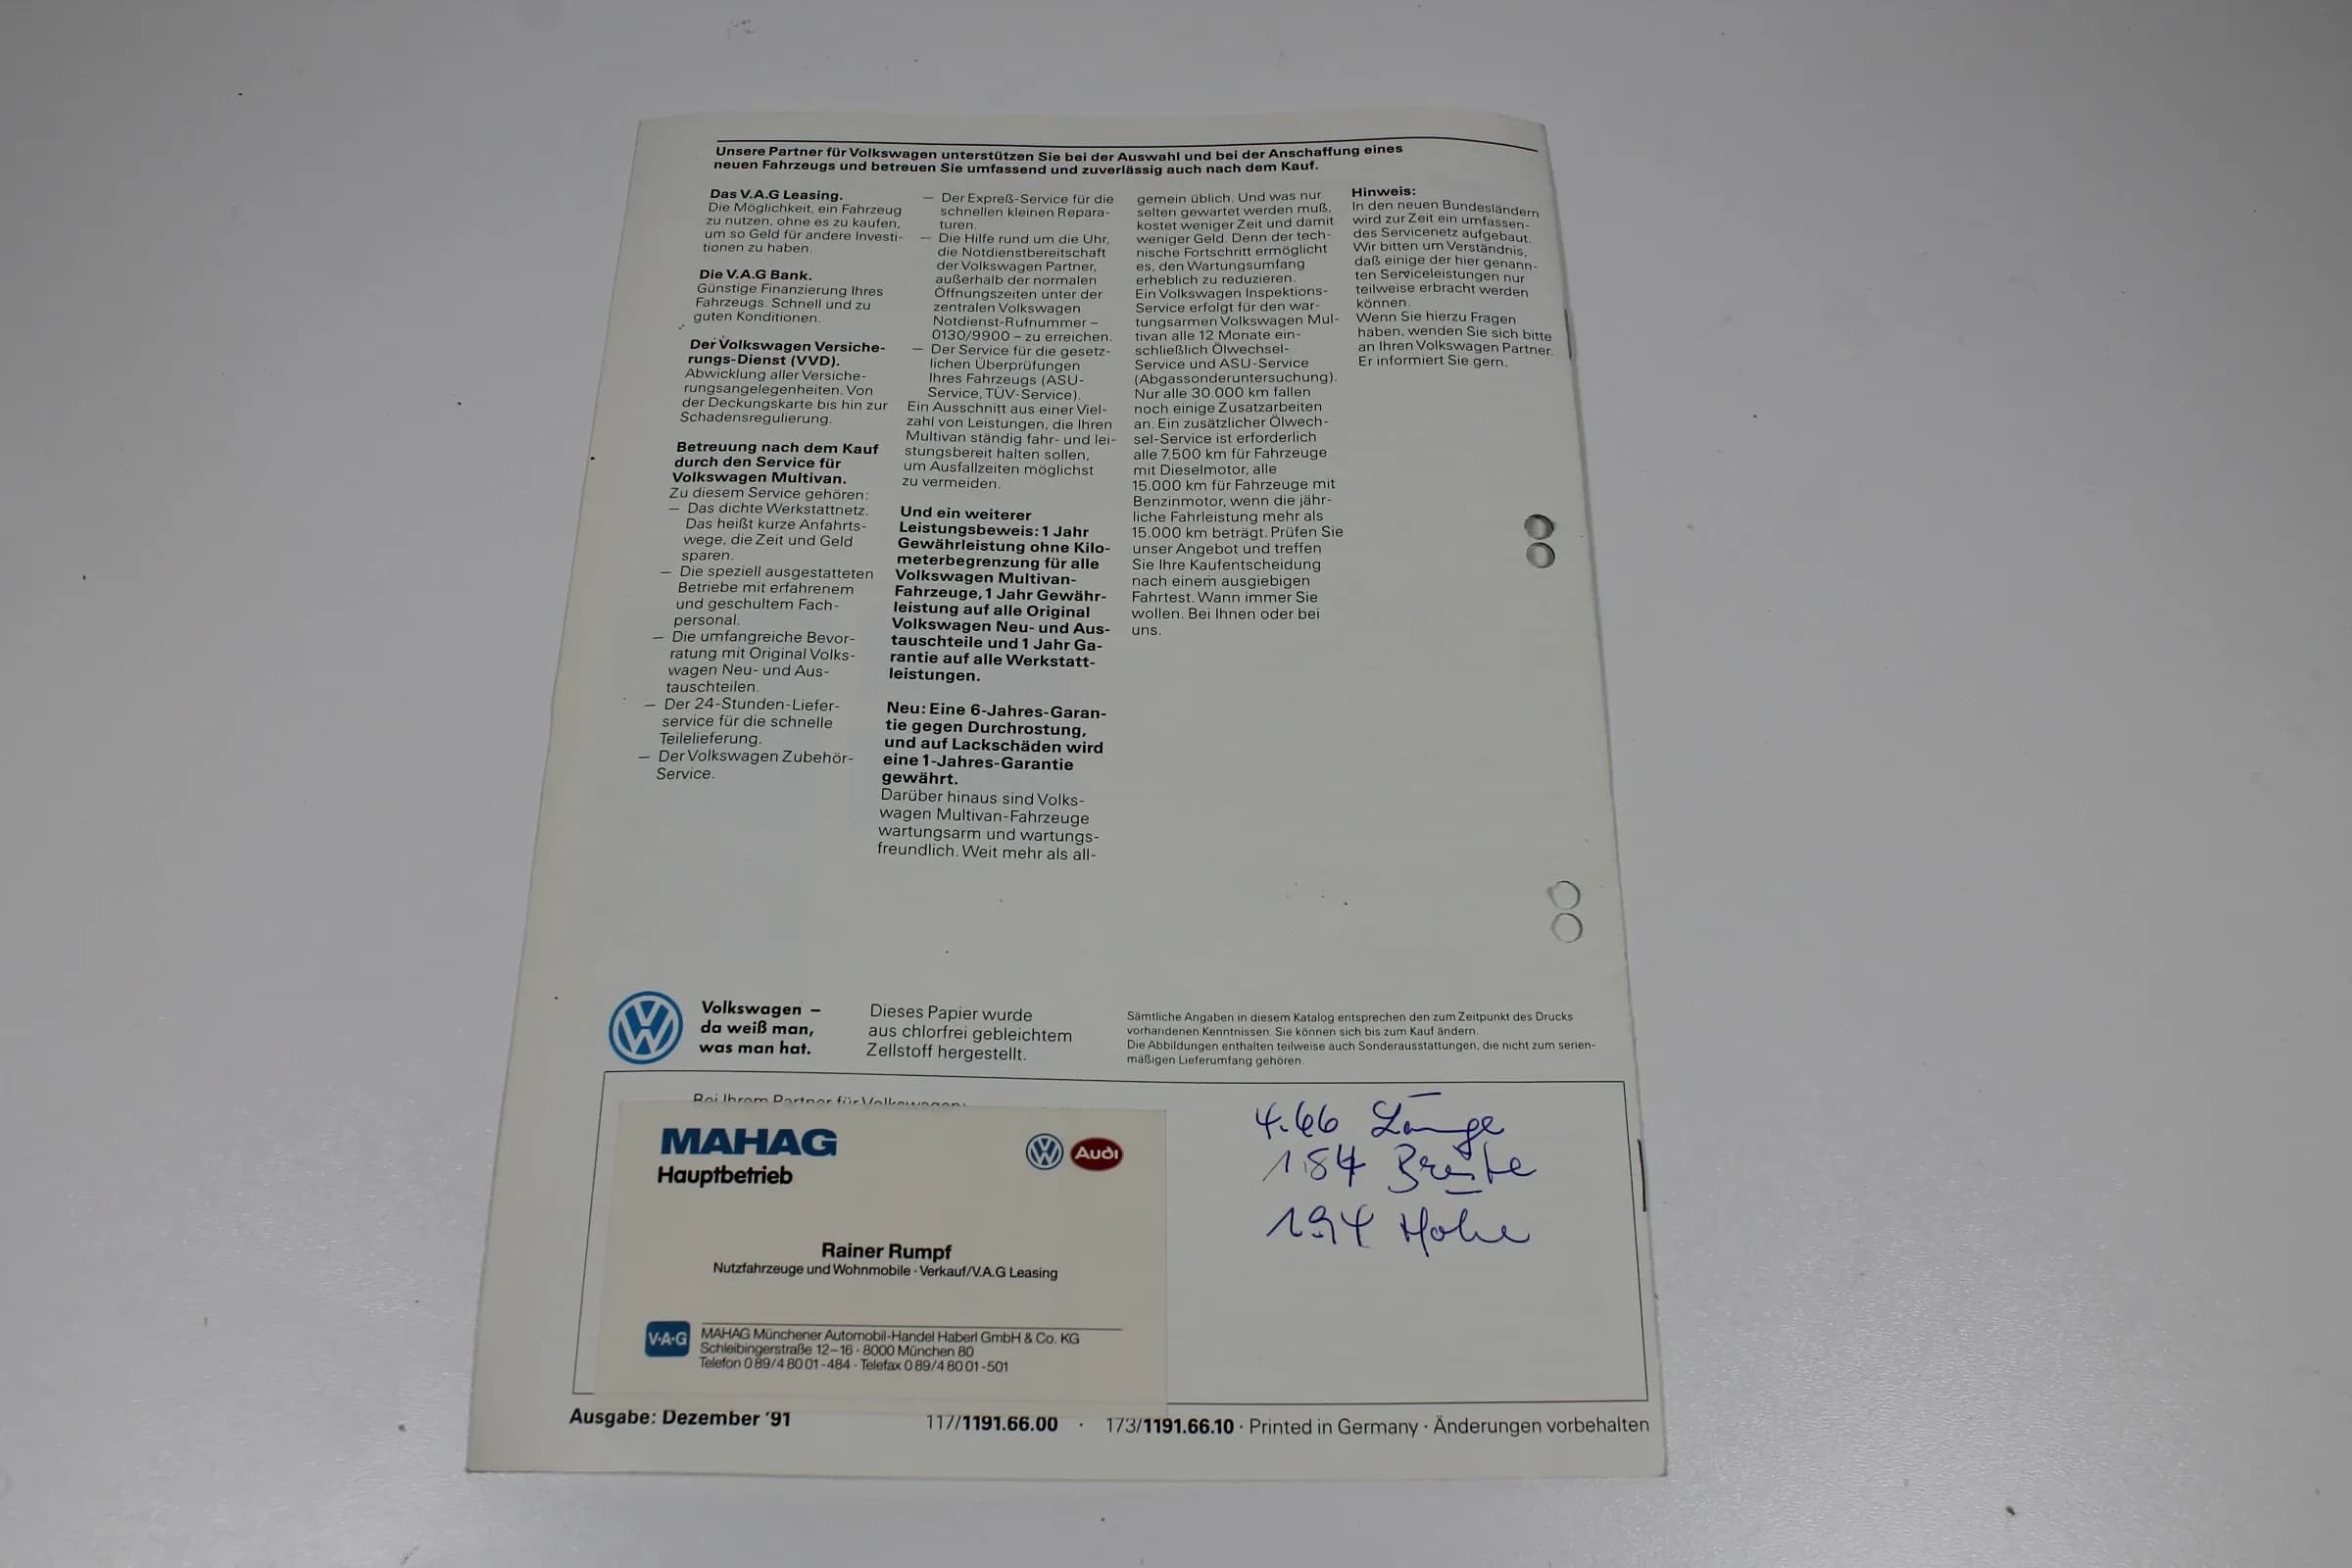 Unsere Partner für Volkswagen unterstützen Sie bei der Auswahl und bei der Anschaffung eines
neuen Fahrzeugs und betreuen Sie umfassend und zuverlässig auch nach dem Kauf.
Das V.A.G Leasing.
Die Möglichkeit, ein Fahrzeug
zu nutzen, ohne es zu kaufen,
um so Geld für andere Investi-
tionen zu haben.
Die V.A.G Bank.
Günstige Finanzierung Ihres
Fahrzeugs. Schnell und zu
guten Konditionen.
Der Volkswagen Versiche-
rungs-Dienst (VVD).
Abwicklung aller Versiche-
rungsangelegenheiten. Von
der Deckungskarte bis hin zur
Schadensregulierung.
Betreuung nach dem Kauf
durch den Service für
Volkswagen Multivan.
Zu diesem Service gehören:
— Das dichte Werkstattnetz.
Das heißt kurze Anfahrts-
wege, die Zeit und Geld
sparen.
— Die speziell ausgestatteten
Betriebe mit erfahrenem
und geschultem Fach-
personal.
— Die umfangreiche Bevor-
ratung mit Original Volks-
wagen Neu- und Aus-
tauschteilen.
— Der 24-Stunden-Liefer-
service für die schnelle
Teilelieferung.
— Der Volkswagen Zubehör-
Service.
— Der Expreß-Service für die
schnellen kleinen Repara-
turen.
— Die Hilfe rund um die Uhr,
die Notdienstbereitschaft
der Volkswagen Partner,
außerhalb der normalen
Öffnungszeiten unter der
zentralen Volkswagen
Notdienst-Rufnummer –
0130/9900 – zu erreichen.
— Der Service für die gesetz-
lichen Überprüfungen
Ihres Fahrzeugs (ASU-
Service, TÜV-Service).
Ein Ausschnitt aus einer Viel-
zahl von Leistungen, die Ihren
Multivan ständig fahr- und lei-
stungsbereit halten sollen,
um Ausfallzeiten möglichst
zu vermeiden.
Und ein weiterer
Leistungsbeweis: 1 Jahr
Gewährleistung ohne Kilo-
meterbegrenzung für alle
Volkswagen Multivan-
Fahrzeuge, 1 Jahr Gewähr-
leistung auf alle Original
Volkswagen Neu- und Aus-
tauschteile und 1 Jahr Ga-
rantie auf alle Werkstatt-
leistungen.
Neu: Eine 6-Jahres-Garan-
tie gegen Durchrostung,
und auf Lackschäden wird
eine 1-Jahres-Garantie
gewährt.
Darüber hinaus sind Volks-
wagen Multivan-Fahrzeuge
wartungsarm und wartungs-
freundlich. Weit mehr als all-
gemein üblich. Und was nur
selten gewartet werden muß,
kostet weniger Zeit und damit
weniger Geld. Denn der tech-
nische Fortschritt ermöglicht
es, den Wartungsumfang
erheblich zu reduzieren.
Ein Volkswagen Inspektions-
Service erfolgt für den war-
tungsarmen Volkswagen Mul-
tivan alle 12 Monate ein-
schließlich Ölwechsel-
Service und ASU-Service
(Abgassonderuntersuchung).
Nur alle 30.000 km fallen
noch einige Zusatzarbeiten
an. Ein zusätzlicher Ölwech-
sel-Service ist erforderlich
alle 7.500 km für Fahrzeuge
mit Dieselmotor, alle
15.000 km für Fahrzeuge mit
Benzinmotor, wenn die jähr-
liche Fahrleistung mehr als
15.000 km beträgt. Prüfen Sie
unser Angebot und treffen
Sie Ihre Kaufentscheidung
nach einem ausgiebigen
Fahrtest. Wann immer Sie
wollen. Bei Ihnen oder bei
uns.
Hinweis:
In den neuen Bundesländern
wird zur Zeit ein umfassen-
des Servicenetz aufgebaut.
Wir bitten um Verständnis,
daß einige der hier genann-
ten Serviceleistungen nur
teilweise erbracht werden
können.
Wenn Sie hierzu Fragen
haben, wenden Sie sich bitte
an Ihren Volkswagen Partner.
Er informiert Sie gern.
Volkswagen –
da weiß man,
was man hat.
Dieses Papier wurde
aus chlorfrei gebleichtem
Zellstoff hergestellt.
Sämtliche Angaben in diesem Katalog entsprechen den zum Zeitpunkt des Drucks
vorhandenen Kenntnissen. Sie können sich bis zum Kauf ändern.
Die Abbildungen enthalten teilweise auch Sonderausstattungen, die nicht zum serien-
mäßigen Lieferumfang gehören.
Bei Ihrem Partner für Volkswagen:
MAHAG
Hauptbetrieb
Audi
Rainer Rumpf
Nutzfahrzeuge und Wohnmobile · Verkauf/V.A.G Leasing
V·A·G
MAHAG Münchener Automobil-Handel Haberl GmbH & Co. KG
Schleibingerstraße 12–16 · 8000 München 80
Telefon 0 89/4 80 01-484 · Telefax 0 89/4 80 01-501
4.66 Länge
184 Breite
194 Höhe
Ausgabe: Dezember '91
117/1191.66.00 · 173/1191.66.10 · Printed in Germany · Änderungen vorbehalten